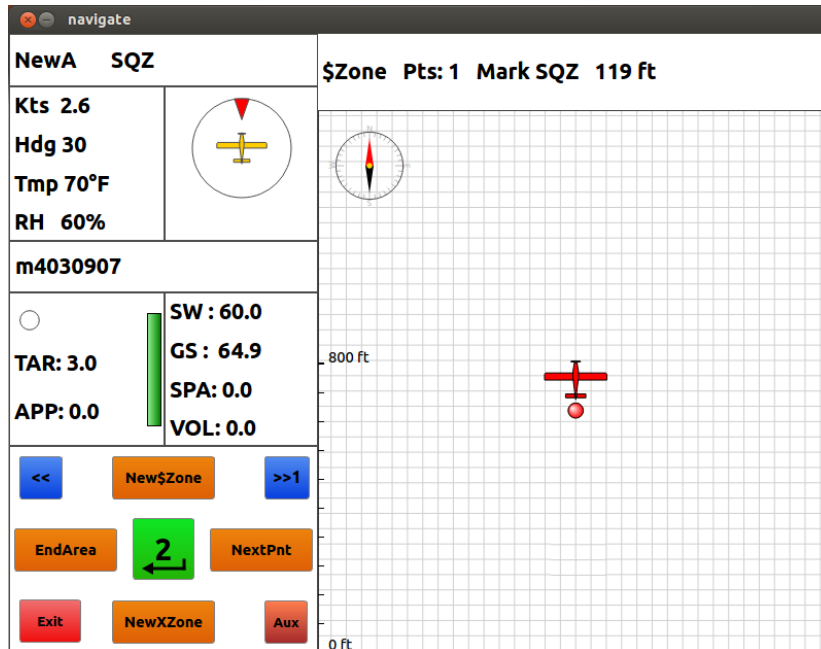 navigate
NewA SQZ
$Zone Pts: 1 Mark SQZ 119 ft
Kts 2.6
Hdg 30
Tmp 70°F
RH 60%
m4030907
TAR: 3.0
APP: 0.0
SW : 60.0
GS : 64.9
SPA: 0.0
VOL: 0.0
<<
New$Zone
>>1
EndArea
2
NextPnt
Exit
NewXZone
Aux
N
S
800 ft
0 ft